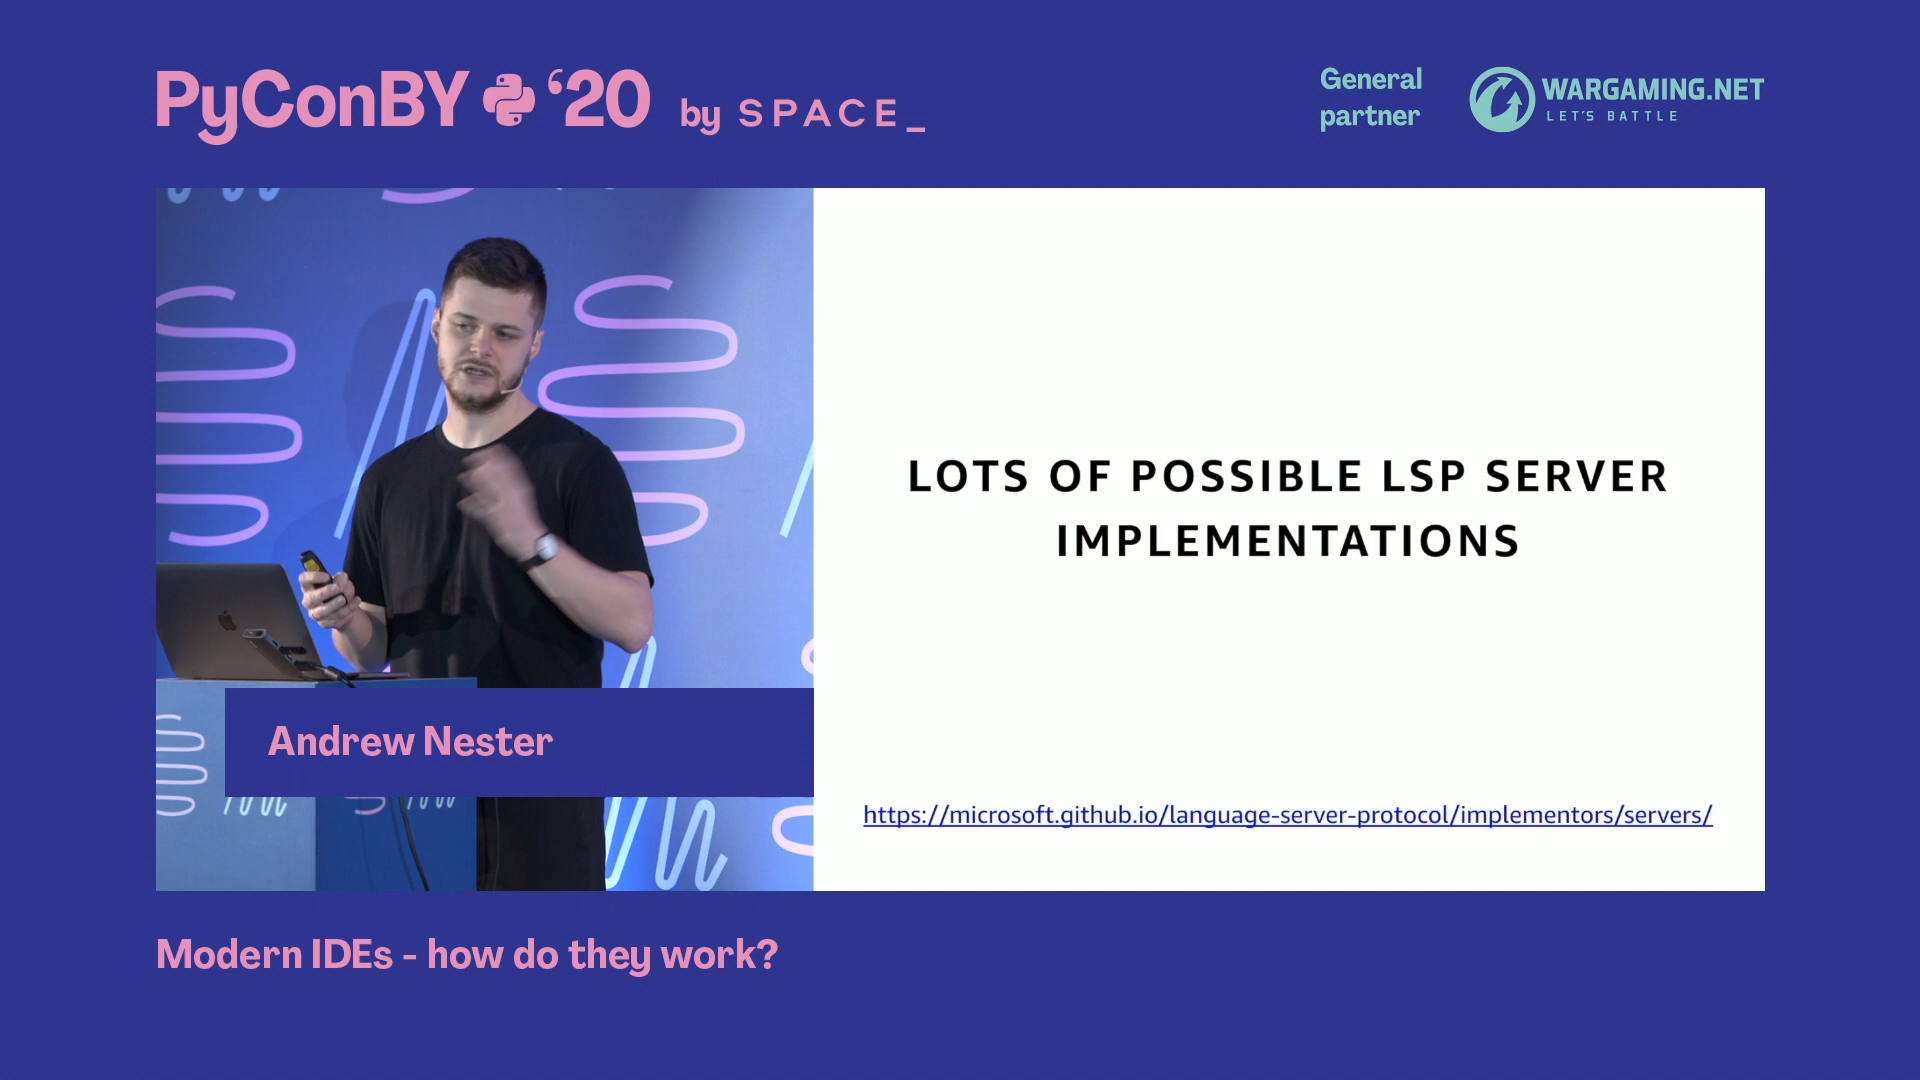 PyConBY '20 by SPACE_
General
partner
WARGAMING.NET
LET'S BATTLE
LOTS OF POSSIBLE LSP SERVER
IMPLEMENTATIONS
https://microsoft.github.io/language-server-protocol/implementors/servers/
Andrew Nester
Modern IDEs - how do they work?